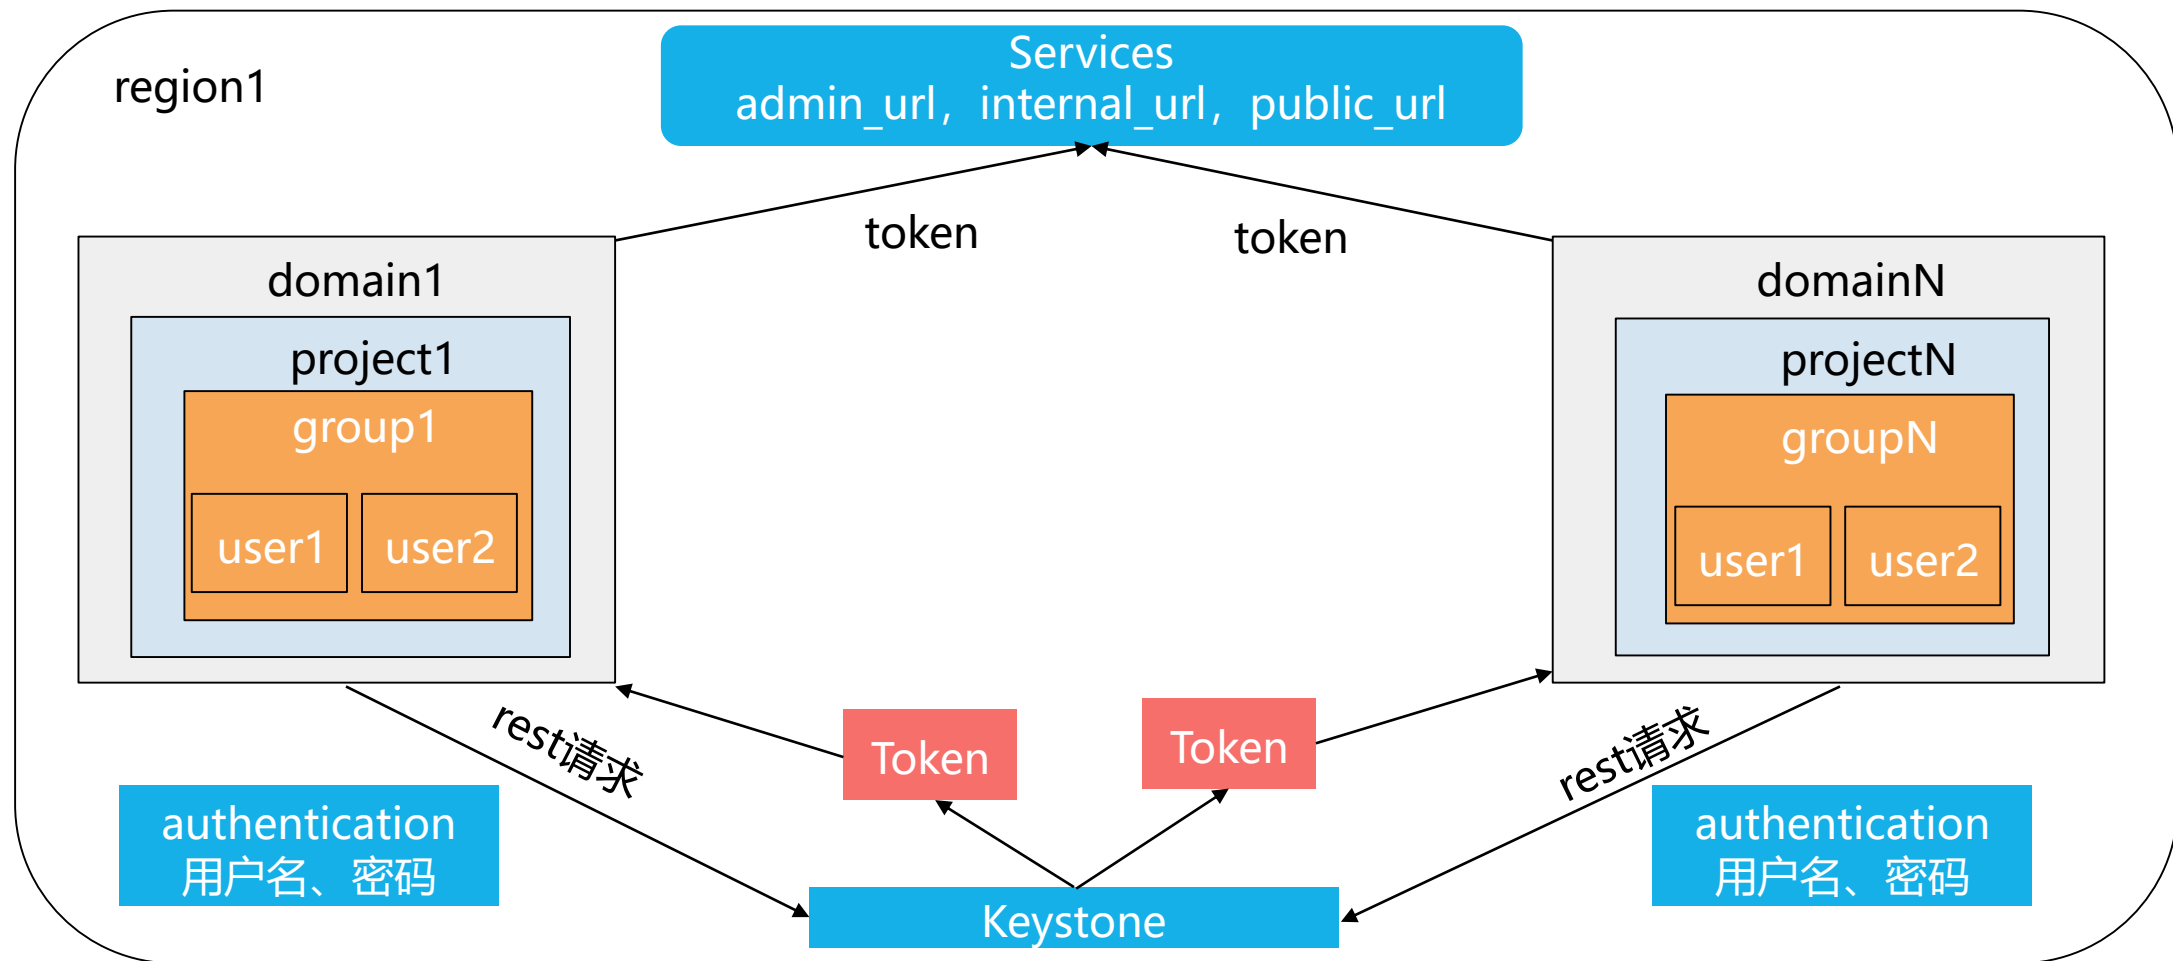 region1
Services
admin_url，internal_url，public_url
token
token
domain1
project1
group1
user1
user2
domainN
projectN
groupN
user1
user2
rest请求
Token
Token
rest请求
authentication
用户名、密码
Keystone
authentication
用户名、密码